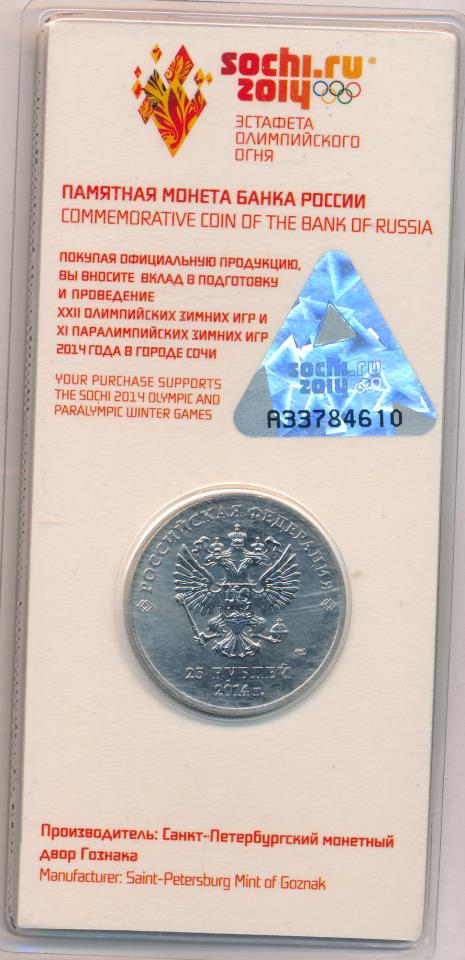 sochi.ru®
2014
ЭСТАФЕТА
ОЛИМПИЙСКОГО
ОГНЯ
ПАМЯТНАЯ МОНЕТА БАНКА РОССИИ
COMMEMORATIVE COIN OF THE BANK OF RUSSIA
ПОКУПАЯ ОФИЦИАЛЬНУЮ ПРОДУКЦИЮ,
ВЫ ВНОСИТЕ ВКЛАД В ПОДГОТОВКУ
И ПРОВЕДЕНИЕ
XXII ОЛИМПИЙСКИХ ЗИМНИХ ИГР И
XI ПАРАЛИМПИЙСКИХ ЗИМНИХ ИГР
2014 ГОДА В ГОРОДЕ СОЧИ
YOUR PURCHASE SUPPORTS
THE SOCHI 2014 OLYMPIC AND
PARALYMPIC WINTER GAMES
sochi.ru
2014
A33784610
РОССИЙСКАЯ ФЕДЕРАЦИЯ
25 РУБЛЕЙ
2014 г.
Производитель: Санкт-Петербургский монетный
двор Гознака
Manufacturer: Saint-Petersburg Mint of Goznak